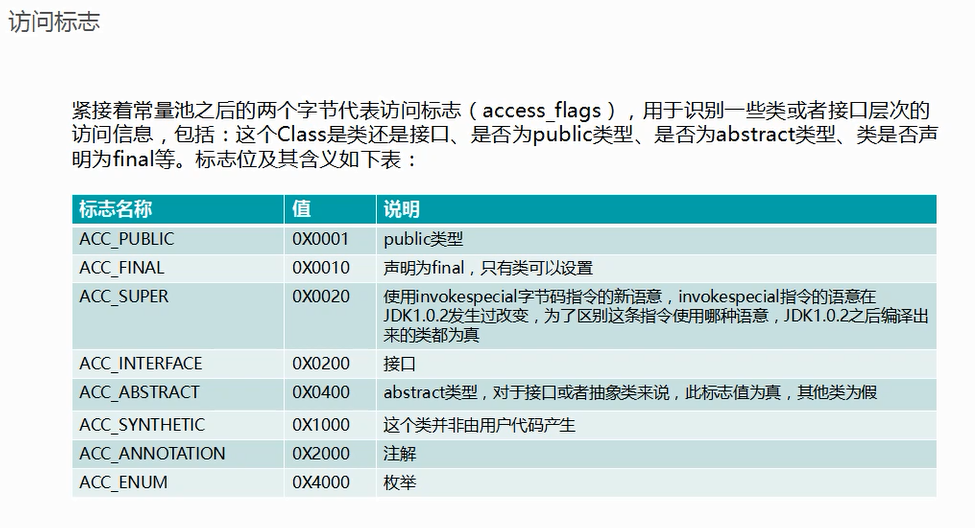 访问标志
紧接着常量池之后的两个字节代表访问标志（access_flags），用于识别一些类或者接口层次的
访问信息，包括：这个Class是类还是接口、是否为public类型、是否为abstract类型、类是否声
明为final等。标志位及其含义如下表：
标志名称 值 说明
ACC_PUBLIC 0X0001 public类型
ACC_FINAL 0X0010 声明为final，只有类可以设置
ACC_SUPER 0X0020 使用invokespecial字节码指令的新语意，invokespecial指令的语意在
JDK1.0.2发生过改变，为了区别这条指令使用哪种语意，JDK1.0.2之后编译出
来的类都为真
ACC_INTERFACE 0X0200 接口
ACC_ABSTRACT 0X0400 abstract类型，对于接口或者抽象类来说，此标志值为真，其他类为假
ACC_SYNTHETIC 0X1000 这个类并非由用户代码产生
ACC_ANNOTATION 0X2000 注解
ACC_ENUM 0X4000 枚举